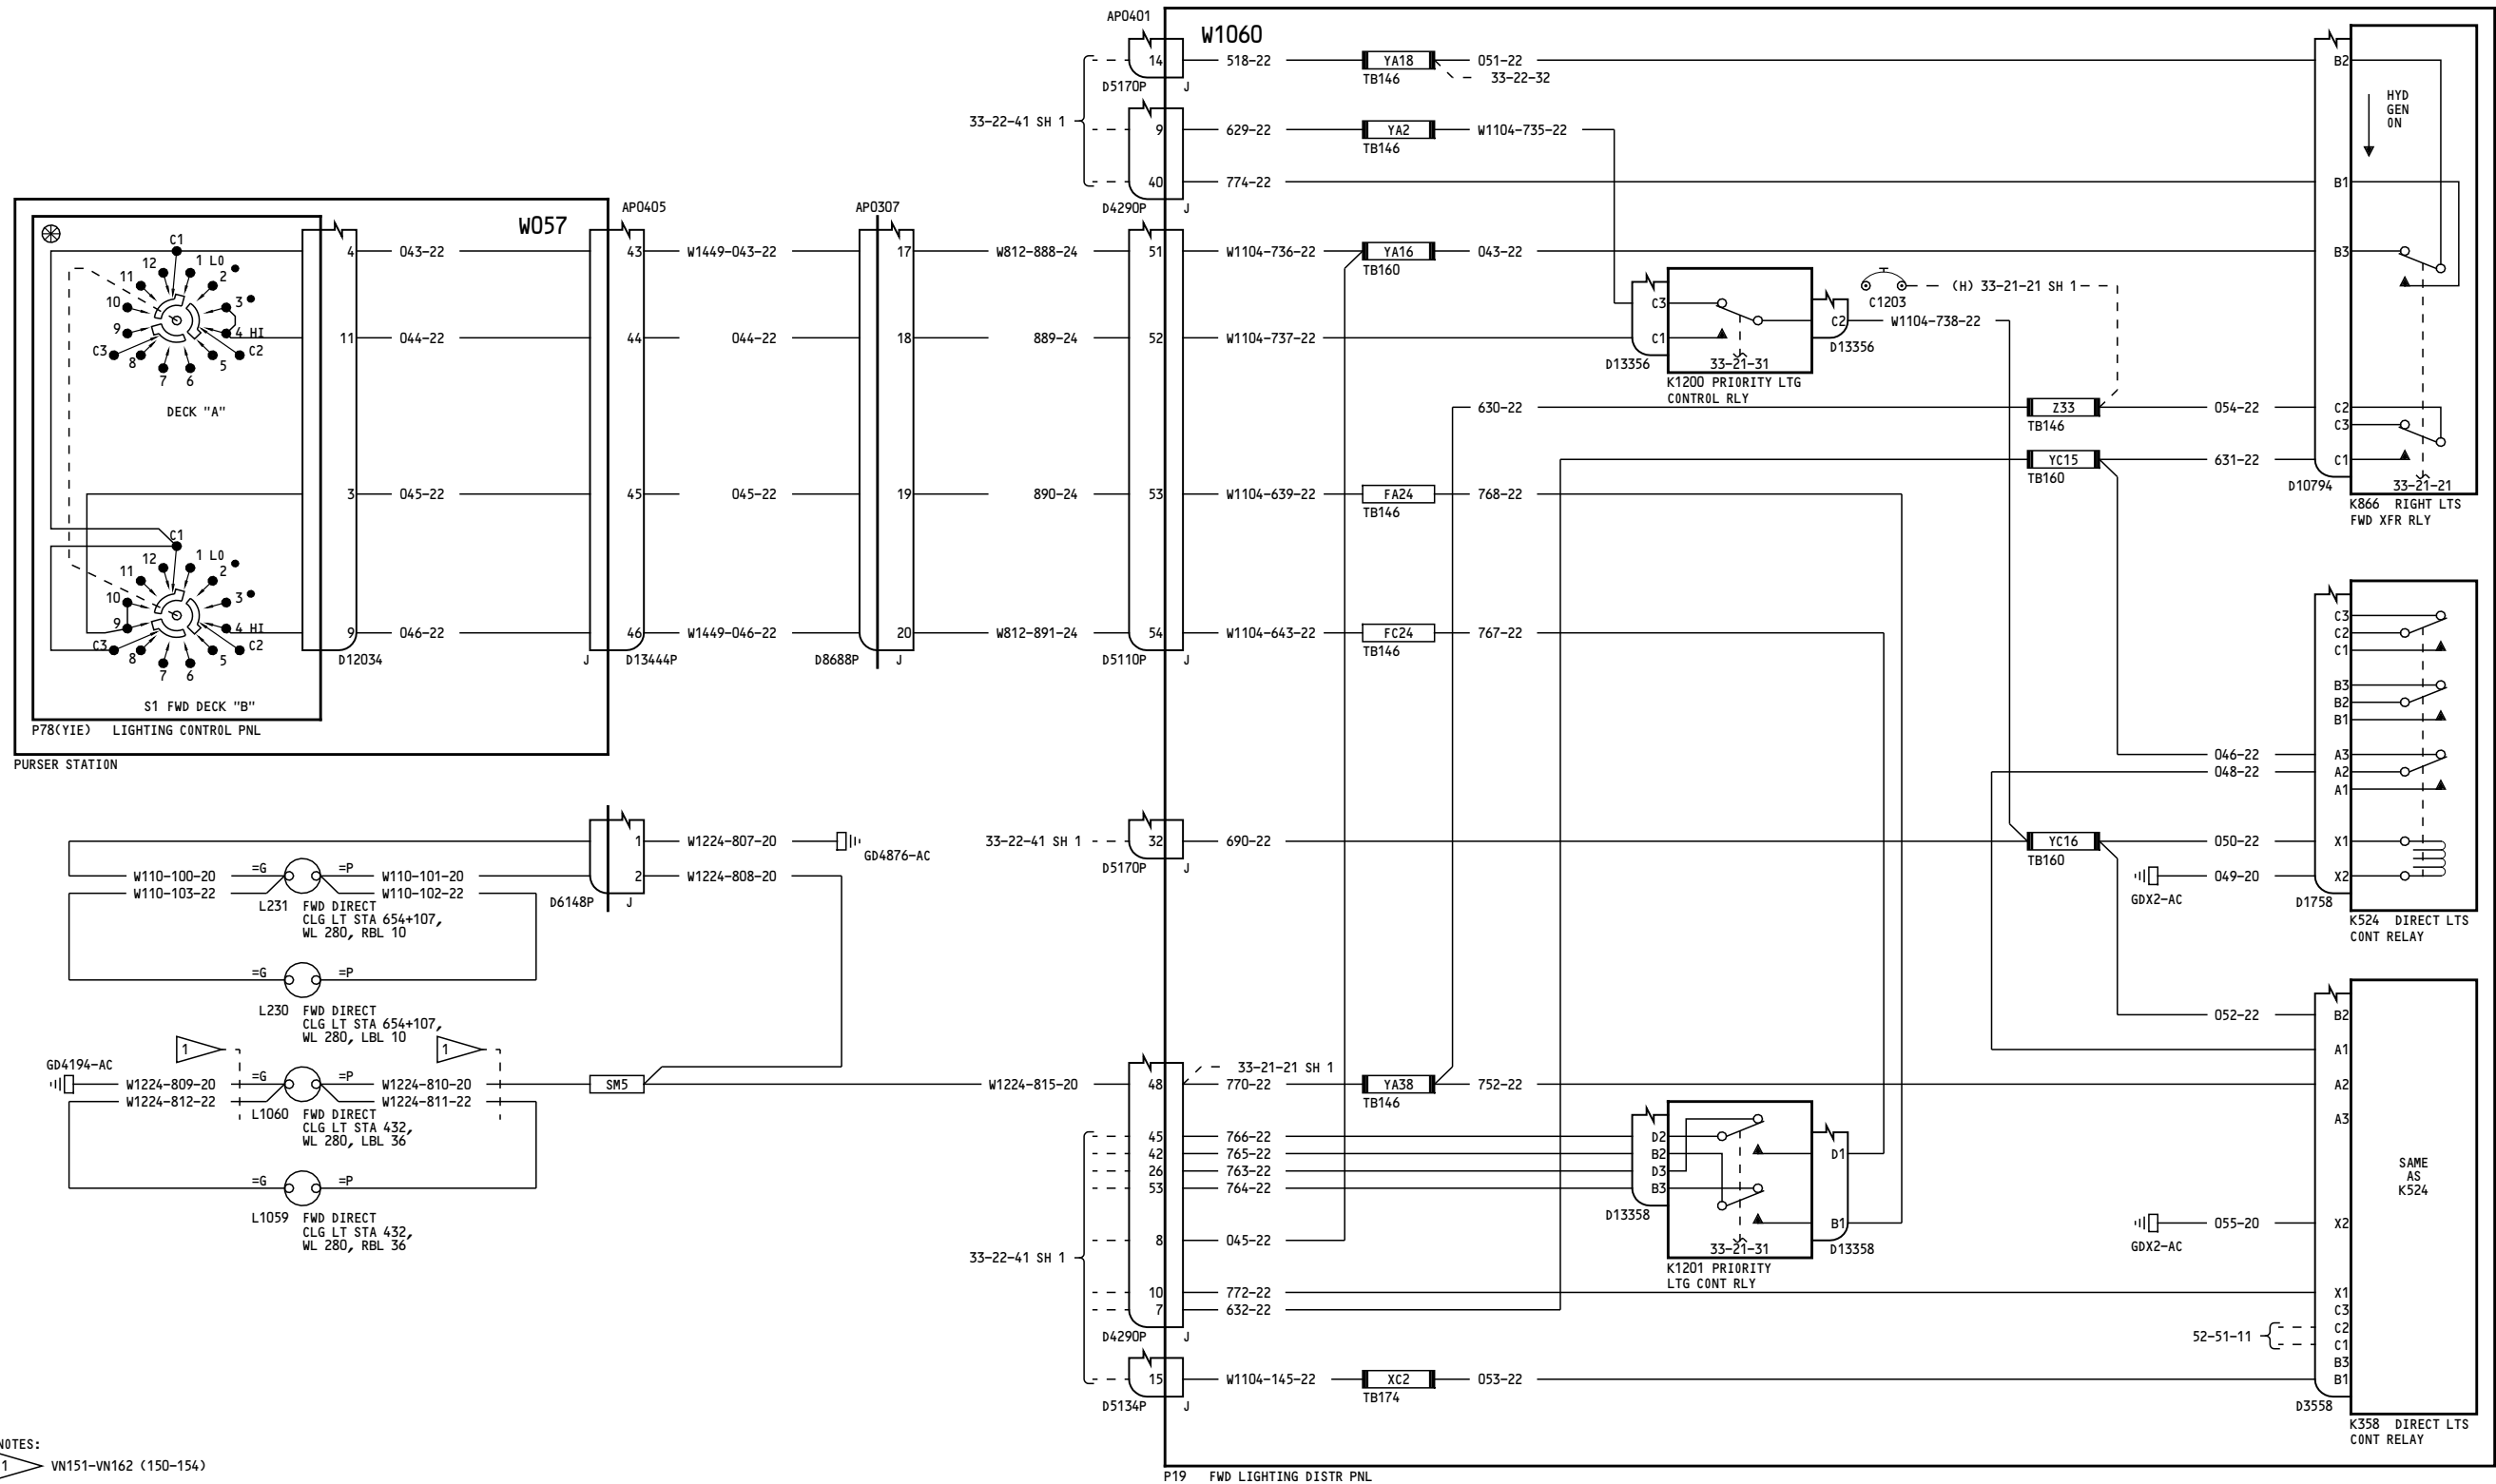 AP0401
W1060
14
518-22
YA18
051-22
B2
D5170P
J
TB146
33-22-32
HYD
GEN
ON
33-22-41 SH 1
9
629-22
YA2
W1104-735-22
TB146
40
774-22
B1
D4290P
J
W057
AP0405
AP0307
C1
4
043-22
43
W1449-043-22
17
W812-888-24
51
W1104-736-22
YA16
043-22
B3
TB160
12
1 LO
11
2
10
3
9
4 HI
C3
C2
8
5
7
6
11
044-22
44
044-22
18
889-24
52
W1104-737-22
C3
C1
C2
W1104-738-22
C1203
(H) 33-21-21 SH 1
D13356
D13356
33-21-31
K1200 PRIORITY LTG
CONTROL RLY
DECK "A"
630-22
Z33
054-22
C2
TB146
C3
YC15
631-22
C1
TB160
3
045-22
45
045-22
19
890-24
53
W1104-639-22
FA24
768-22
TB146
D10794
33-21-21
K866 RIGHT LTS
FWD XFR RLY
C1
12
1 LO
11
2
10
3
9
4 HI
C3
C2
8
5
7
6
9
046-22
46
W1449-046-22
20
W812-891-24
54
W1104-643-22
FC24
767-22
TB146
D12034
J
D13444P
D8688P
J
D5110P
J
S1 FWD DECK "B"
P78(YIE) LIGHTING CONTROL PNL
PURSER STATION
C3
C2
C1
B3
B2
B1
046-22
A3
048-22
A2
A1
1
W1224-807-20
GD4876-AC
33-22-41 SH 1
32
690-22
YC16
050-22
X1
D5170P
J
TB160
W110-100-20
=G
=P
W110-101-20
2
W1224-808-20
049-20
X2
W110-103-22
W110-102-22
GDX2-AC
D1758
L231 FWD DIRECT
CLG LT STA 654+107,
WL 280, RBL 10
D6148P
J
K524 DIRECT LTS
CONT RELAY
=G
=P
L230 FWD DIRECT
CLG LT STA 654+107,
WL 280, LBL 10
052-22
B2
1
1
A1
GD4194-AC
W1224-809-20
=G
=P
W1224-810-20
SM5
W1224-815-20
48
33-21-21 SH 1
770-22
YA38
752-22
A2
TB146
W1224-812-22
W1224-811-22
L1060 FWD DIRECT
CLG LT STA 432,
WL 280, LBL 36
A3
45
766-22
D2
42
765-22
B2
D1
26
763-22
D3
53
764-22
B3
SAME
AS
K524
=G
=P
L1059 FWD DIRECT
CLG LT STA 432,
WL 280, RBL 36
D13358
B1
055-20
X2
GDX2-AC
8
045-22
33-21-31
D13358
33-22-41 SH 1
K1201 PRIORITY
LTG CONT RLY
10
772-22
X1
7
632-22
C3
D4290P
J
52-51-11
C2
C1
B3
15
W1104-145-22
XC2
053-22
B1
D5134P
J
TB174
D3558
K358 DIRECT LTS
CONT RELAY
NOTES:
1 VN151-VN162 (150-154)
P19 FWD LIGHTING DISTR PNL